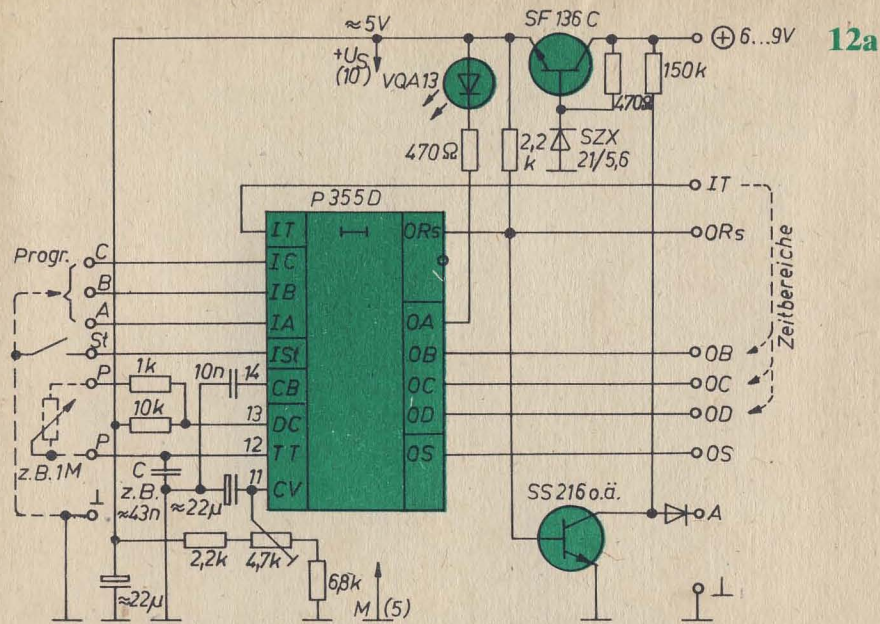 12a
≈5V
SF 136 C
⊕ 6...9V
+U_S
(10)
VQA13
150k
470Ω
470Ω
2,2
k
SZX
21/5,6
P 355 D
IT
ORs
IT
ORs
Progr.
C
B
A
St
IC
IB
IA
ISt
OA
OB
OC
OD
OS
OB
OC
OD
OS
Zeitbereiche
P
1k
10n
14
CB
10k
13
DC
P
12
TT
z.B. 1M
C
z.B.
≈43n
≈22µ
11
CV
⊥
2,2k
4,7k
6,8k
≈22µ
M (5)
SS 216 o.ä.
A
⊥